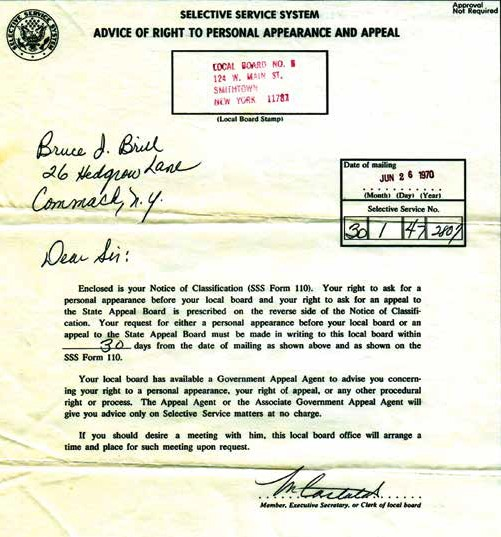 SELECTIVE SERVICE SYSTEM
Approval
Not Required
ADVICE OF RIGHT TO PERSONAL APPEARANCE AND APPEAL
LOCAL BOARD NO. 5
124 W. MAIN ST.
SMITHTOWN
NEW YORK 11787
(Local Board Stamp)
Bruce J. Brill
26 Hedgrow Lane
Commack, N.Y.
Date of mailing
JUN 26 1970
(Month) (Day) (Year)
Selective Service No.
30 1 47 2807
Dear Sir:
Enclosed is your Notice of Classification (SSS Form 110). Your right to ask for a
personal appearance before your local board and your right to ask for an appeal to
the State Appeal Board is prescribed on the reverse side of the Notice of Classifi-
cation. Your request for either a personal appearance before your local board or an
appeal to the State Appeal Board must be made in writing to this local board within
30 days from the date of mailing as shown above and as shown on the
SSS Form 110.
Your local board has available a Government Appeal Agent to advise you concern-
ing your right to a personal appearance, your right of appeal, or any other procedural
right or process. The Appeal Agent or the Associate Government Appeal Agent will
give you advice only on Selective Service matters at no charge.
If you should desire a meeting with him, this local board office will arrange a
time and place for such meeting upon request.
Member, Executive Secretary, or Clerk of local board